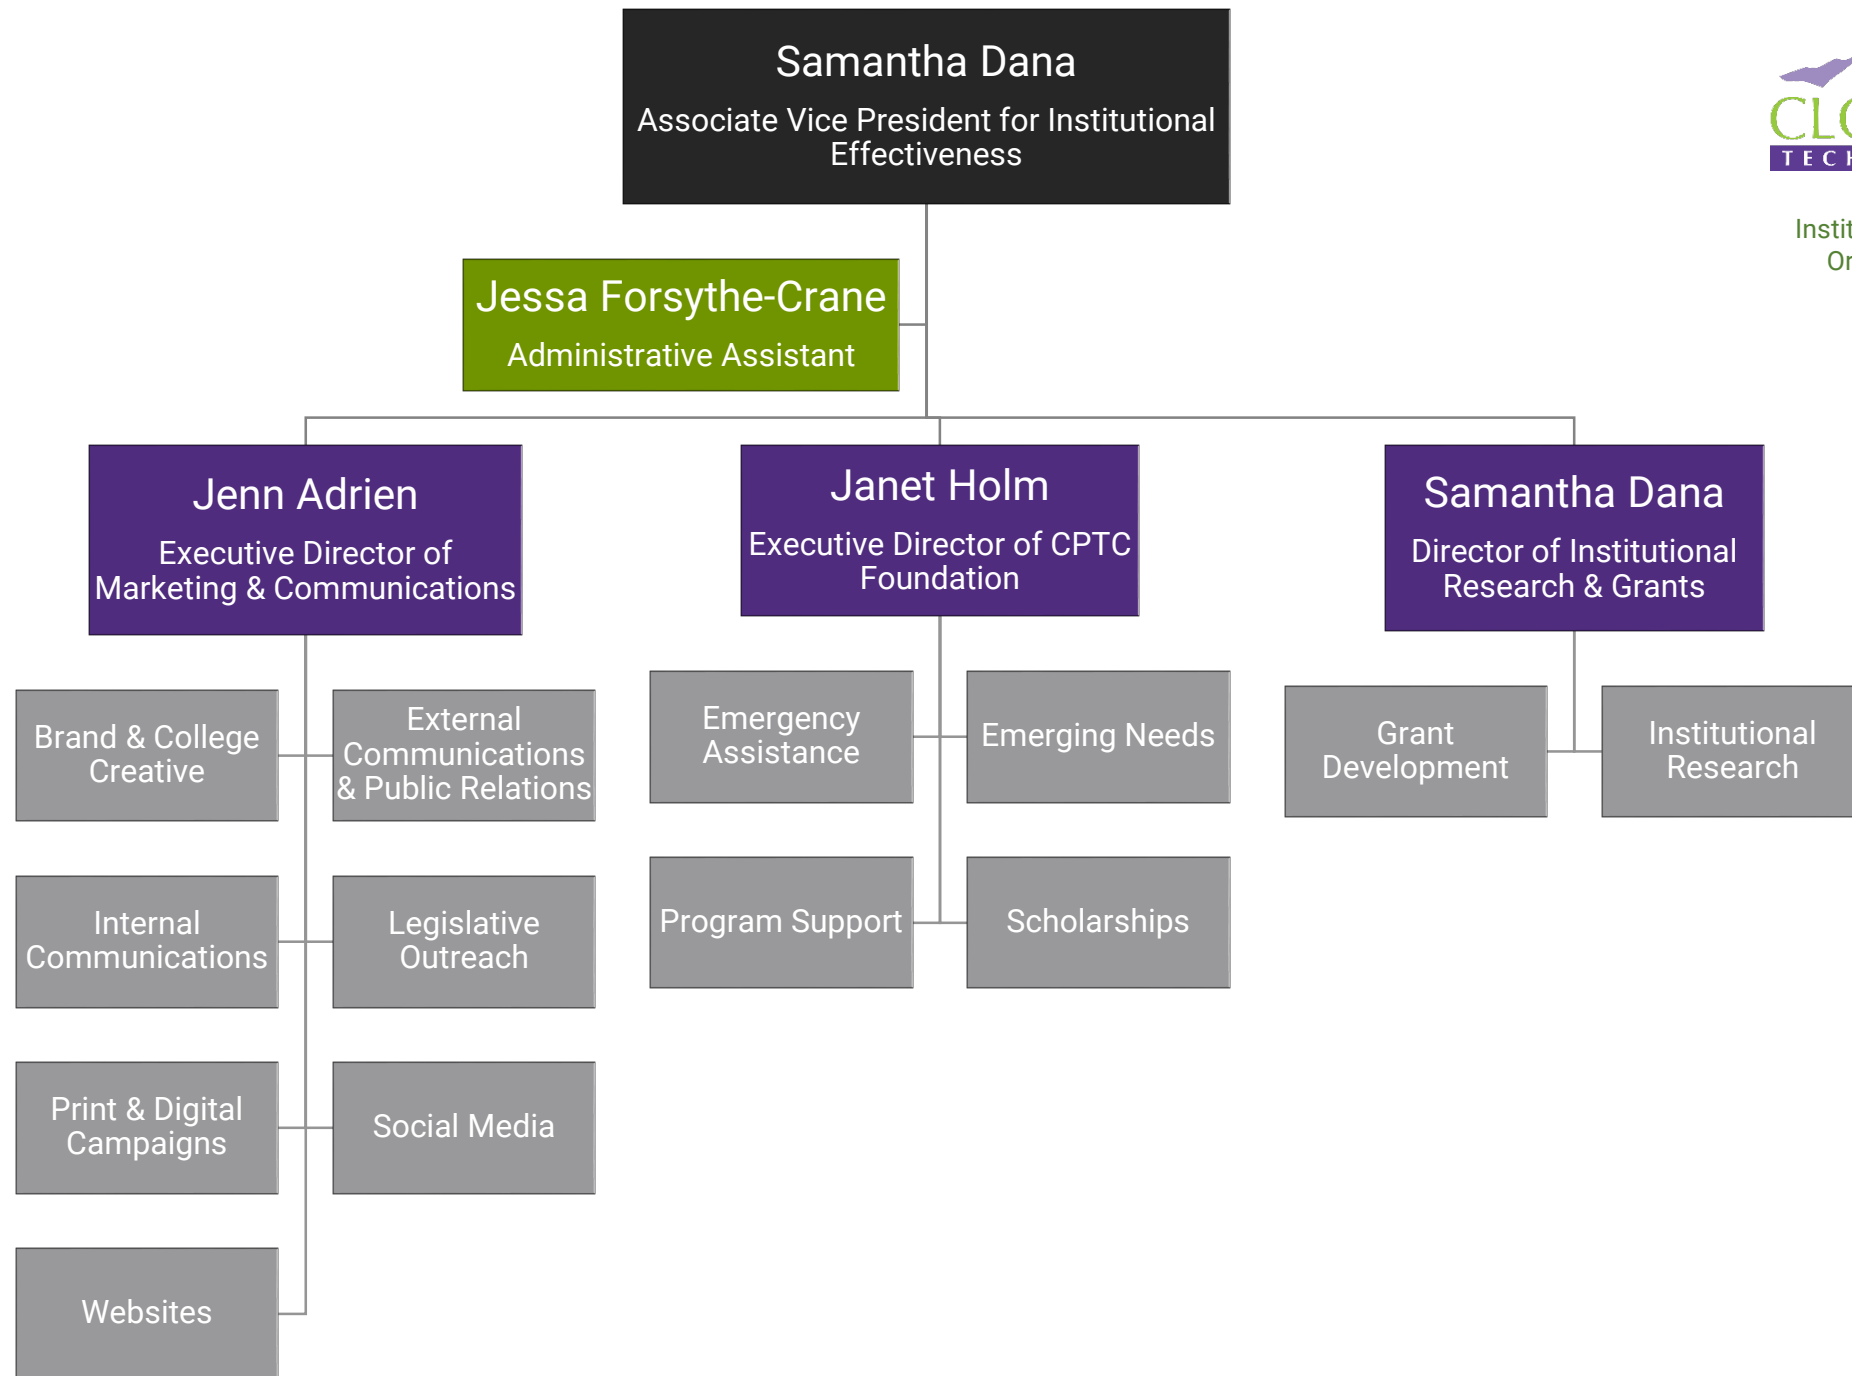 Samantha Dana
Associate Vice President for Institutional
Effectiveness
TECH
Jessa Forsythe-Crane
Administrative Assistant
Jenn Adrien
Executive Director of
Marketing & Communications
Janet Holm
Executive Director of CPTC
Foundation
Samantha Dana
Director of Institutional
Research & Grants
Brand & College
Creative
External
Communications
& Public Relations
Internal
Communications
Legislative
Outreach
Print & Digital
Campaigns
Social Media
Websites
Emergency
Assistance
Emerging Needs
Program Support
Scholarships
Grant
Development
Institutional
Research